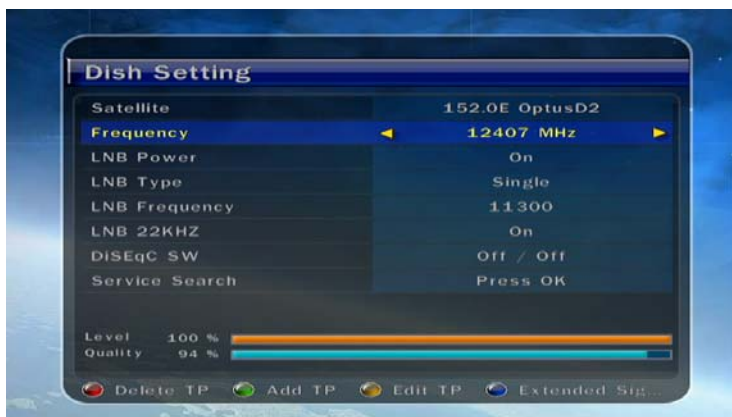 Dish Setting
Satellite 152.0E OptusD2
Frequency 12407 MHz
LNB Power On
LNB Type Single
LNB Frequency 11300
LNB 22KHZ On
DiSEqC SW Off / Off
Service Search Press OK
Level 100 %
Quality 94 %
Delete TP Add TP Edit TP Extended Sig...